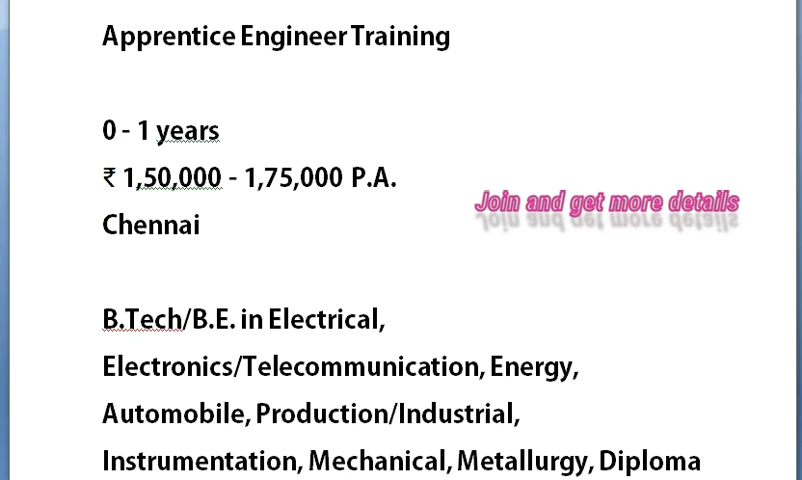 Apprentice Engineer Training
0 - 1 years
₹ 1,50,000 - 1,75,000 P.A.
Join and get more details
Chennai
B.Tech/B.E. in Electrical,
Electronics/Telecommunication, Energy,
Automobile, Production/Industrial,
Instrumentation, Mechanical, Metallurgy, Diploma